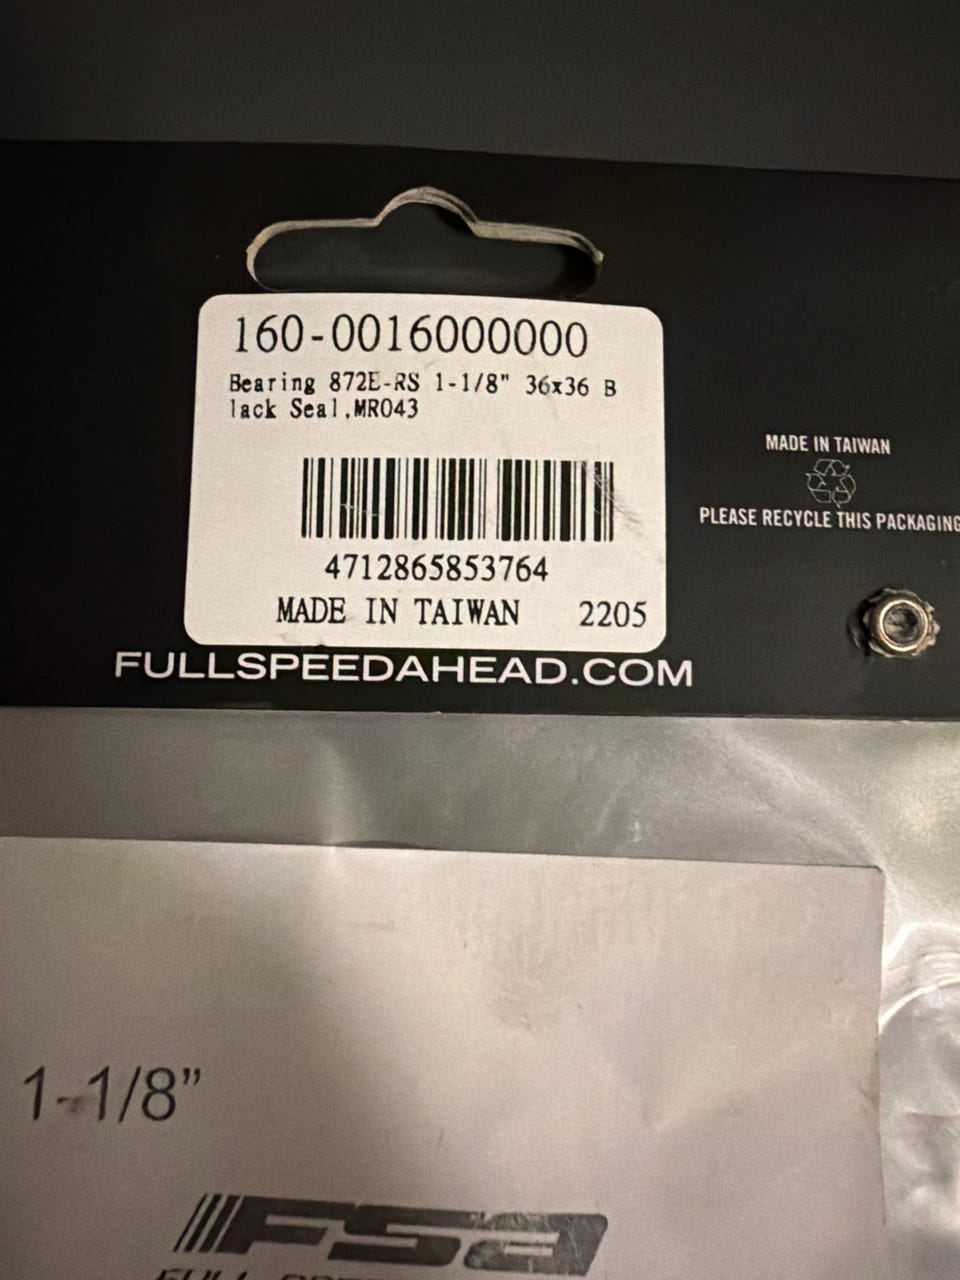 160-0016000000
Bearing 872E-RS 1-1/8" 36x36 B
lack Seal,MR043
4712865853764
MADE IN TAIWAN 2205
MADE IN TAIWAN
PLEASE RECYCLE THIS PACKAGING
FULLSPEEDAHEAD.COM
1-1/8”
FSA
FULL